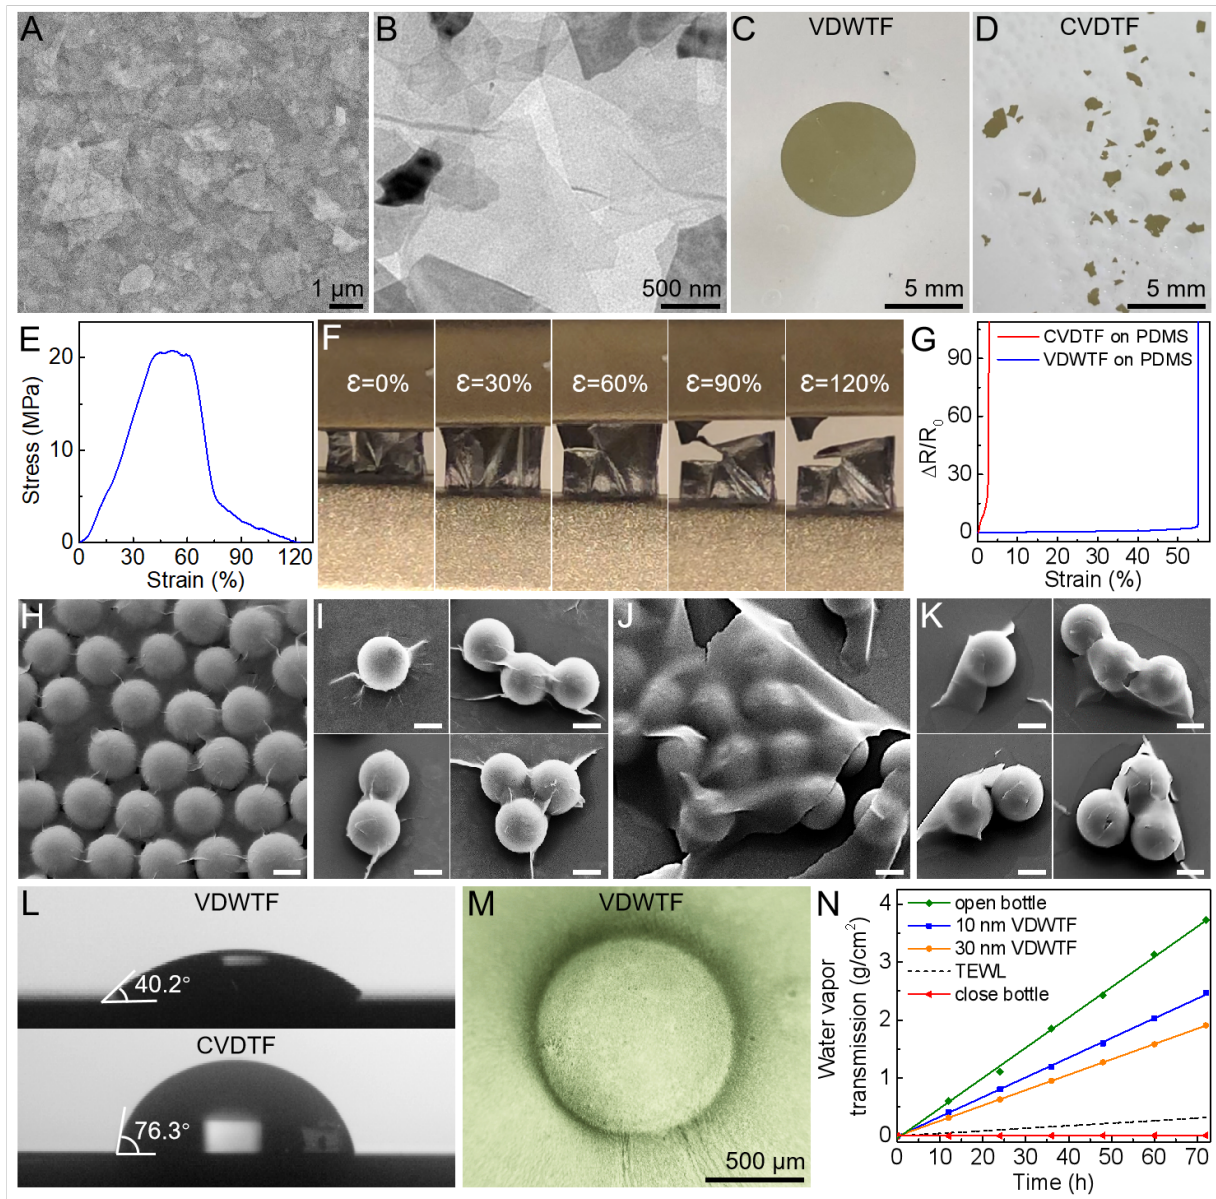 A
1 μm
B
500 nm
C
VDWTF
5 mm
D
CVDTF
5 mm
E
Stress (MPa)
20
10
0
0 30 60 90 120
Strain (%)
F
ε=0%
ε=30%
ε=60%
ε=90%
ε=120%
G
CVDTF on PDMS
VDWTF on PDMS
ΔR/R0
90
60
30
0
0 10 20 30 40 50
Strain (%)
H
I
J
K
L
VDWTF
40.2°
CVDTF
76.3°
M
VDWTF
500 μm
N
open bottle
10 nm VDWTF
30 nm VDWTF
TEWL
close bottle
Water vapor
transmission (g/cm²)
4
3
2
1
0
0 10 20 30 40 50 60 70
Time (h)